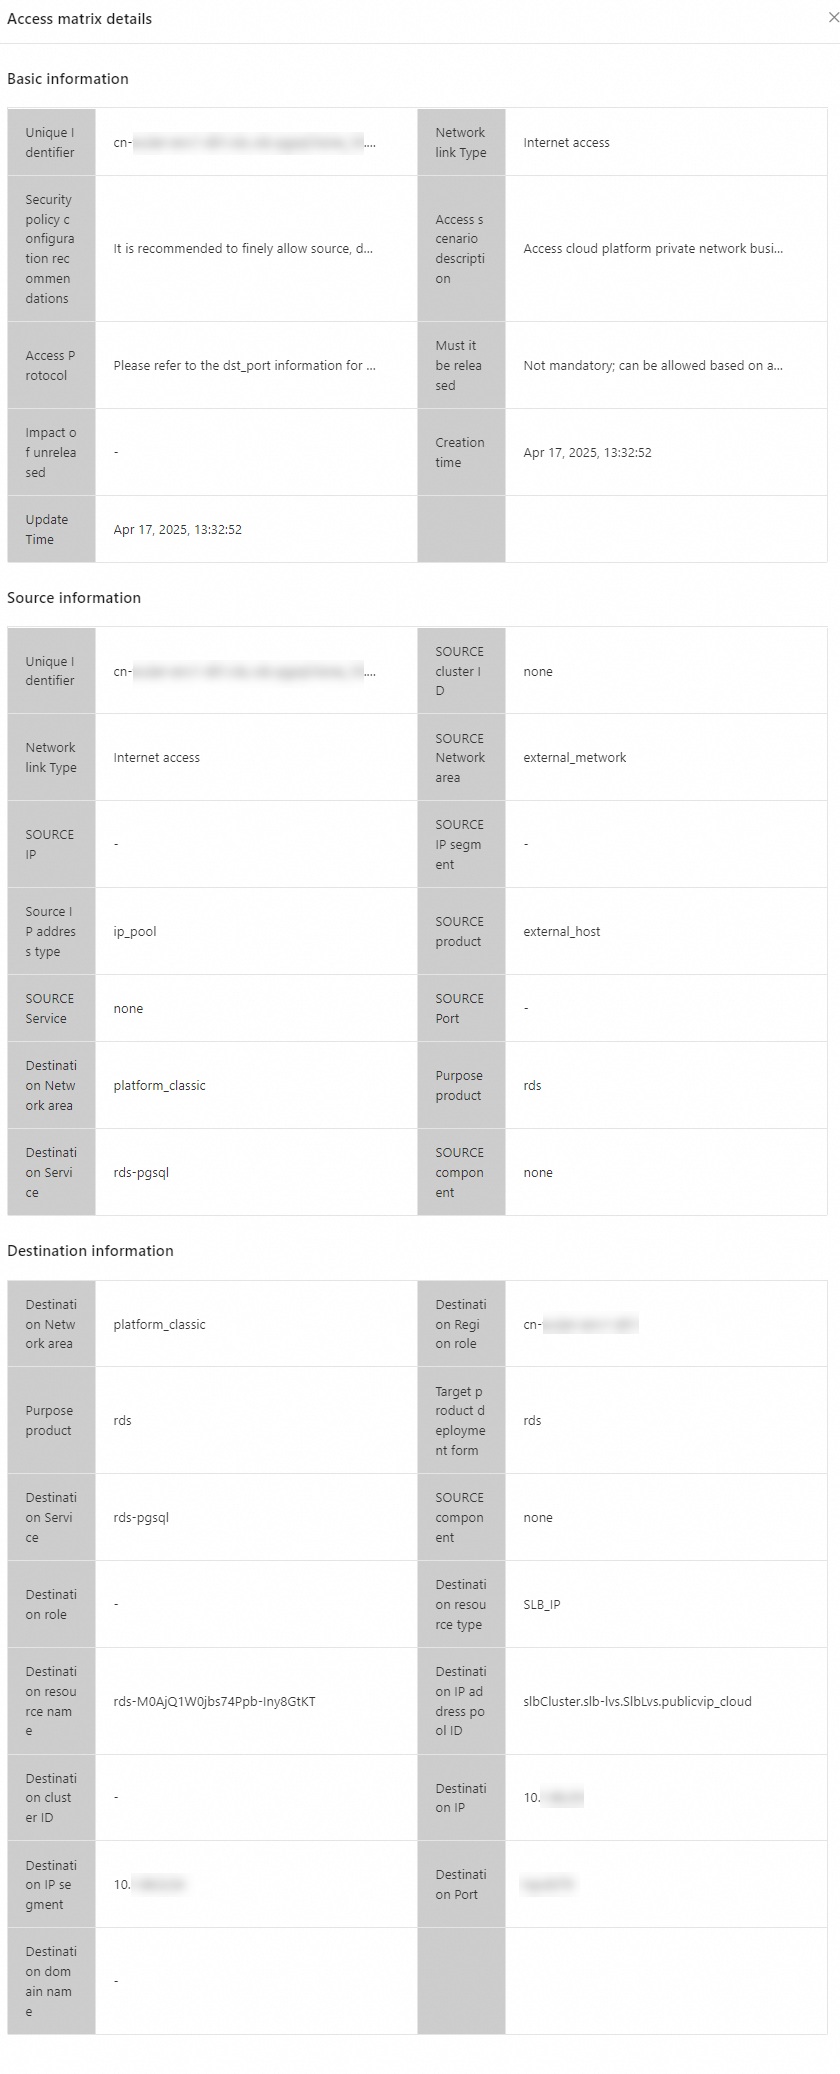 Access matrix details
Basic information
Unique I
dentifier
cn-
....
Network
link Type
Internet access
Security
policy c
onfigura
tion rec
ommen
dations
It is recommended to finely allow source, d...
Access s
cenario
descripti
on
Access cloud platform private network busi...
Access P
rotocol
Please refer to the dst_port information for ...
Must it
be relea
sed
Not mandatory; can be allowed based on a...
Impact o
f unrelea
sed
-
Creation
time
Apr 17, 2025, 13:32:52
Update
Time
Apr 17, 2025, 13:32:52
Source information
Unique I
dentifier
cn-
....
SOURCE
cluster I
D
none
Network
link Type
Internet access
SOURCE
Network
area
external_metwork
SOURCE
IP
-
SOURCE
IP segm
ent
-
Source I
P addres
s type
ip_pool
SOURCE
product
external_host
SOURCE
Service
none
SOURCE
Port
-
Destinati
on Netw
ork area
platform_classic
Purpose
product
rds
Destinati
on Servi
ce
rds-pgsql
SOURCE
compon
ent
none
Destination information
Destinati
on Netw
ork area
platform_classic
Destinati
on Regi
on role
cn-
Purpose
product
rds
Target p
roduct d
eployme
nt form
rds
Destinati
on Servi
ce
rds-pgsql
SOURCE
compon
ent
none
Destinati
on role
-
Destinati
on resou
rce type
SLB_IP
Destinati
on resou
rce nam
e
rds-M0AjQ1W0jbs74Ppb-Iny8GtKT
Destinati
on IP ad
dress po
ol ID
slbCluster.slb-lvs.SlbLvs.publicvip_cloud
Destinati
on clust
er ID
-
Destinati
on IP
10.
Destinati
on IP se
gment
10.
Destinati
on Port
Destinati
on dom
ain nam
e
-